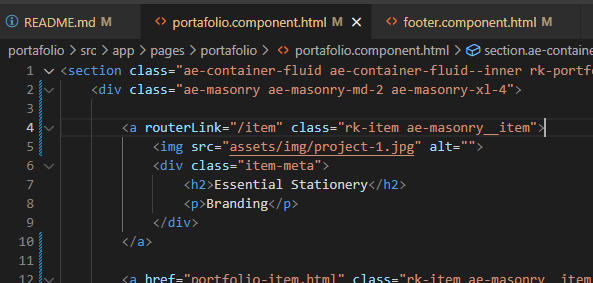 README.md portafolio.component.html footer.component.html
portafolio > src > app > pages > portafolio > portafolio.component.html > section.ae-containe
1 <section class="ae-container-fluid ae-container-fluid--inner rk-portf
2 <div class="ae-masonry ae-masonry-md-2 ae-masonry-xl-4">
3
4 <a routerLink="/item" class="rk-item ae-masonry__item">
5 <img src="assets/img/project-1.jpg" alt="">
6 <div class="item-meta">
7 <h2>Essential Stationery</h2>
8 <p>Branding</p>
9 </div>
10 </a>
11
12 <a href="portfolio-item.html" class="rk-item ae-masonry__item